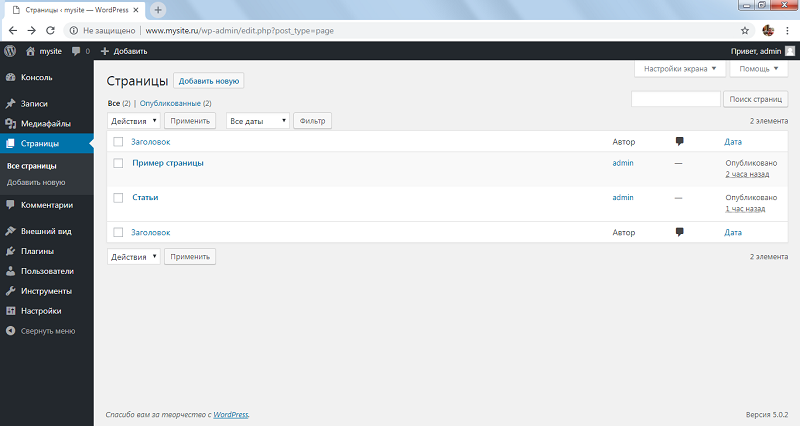 Страницы ‹ mysite — WordPress
Не защищено | www.mysite.ru/wp-admin/edit.php?post_type=page
mysite 0 + Добавить Привет, admin
Консоль
Записи
Медиафайлы
Страницы
Все страницы
Добавить новую
Комментарии
Внешний вид
Плагины
Пользователи
Инструменты
Настройки
Свернуть меню
Настройки экрана Помощь
Страницы Добавить новую
Все (2) | Опубликованные (2)
Поиск страниц
Действия Применить Все даты Фильтр 2 элемента
Заголовок Автор Дата
Пример страницы admin — Опубликовано
2 часа назад
Статьи admin — Опубликовано
1 час назад
Заголовок Автор Дата
Действия Применить 2 элемента
Спасибо вам за творчество с WordPress. Версия 5.0.2